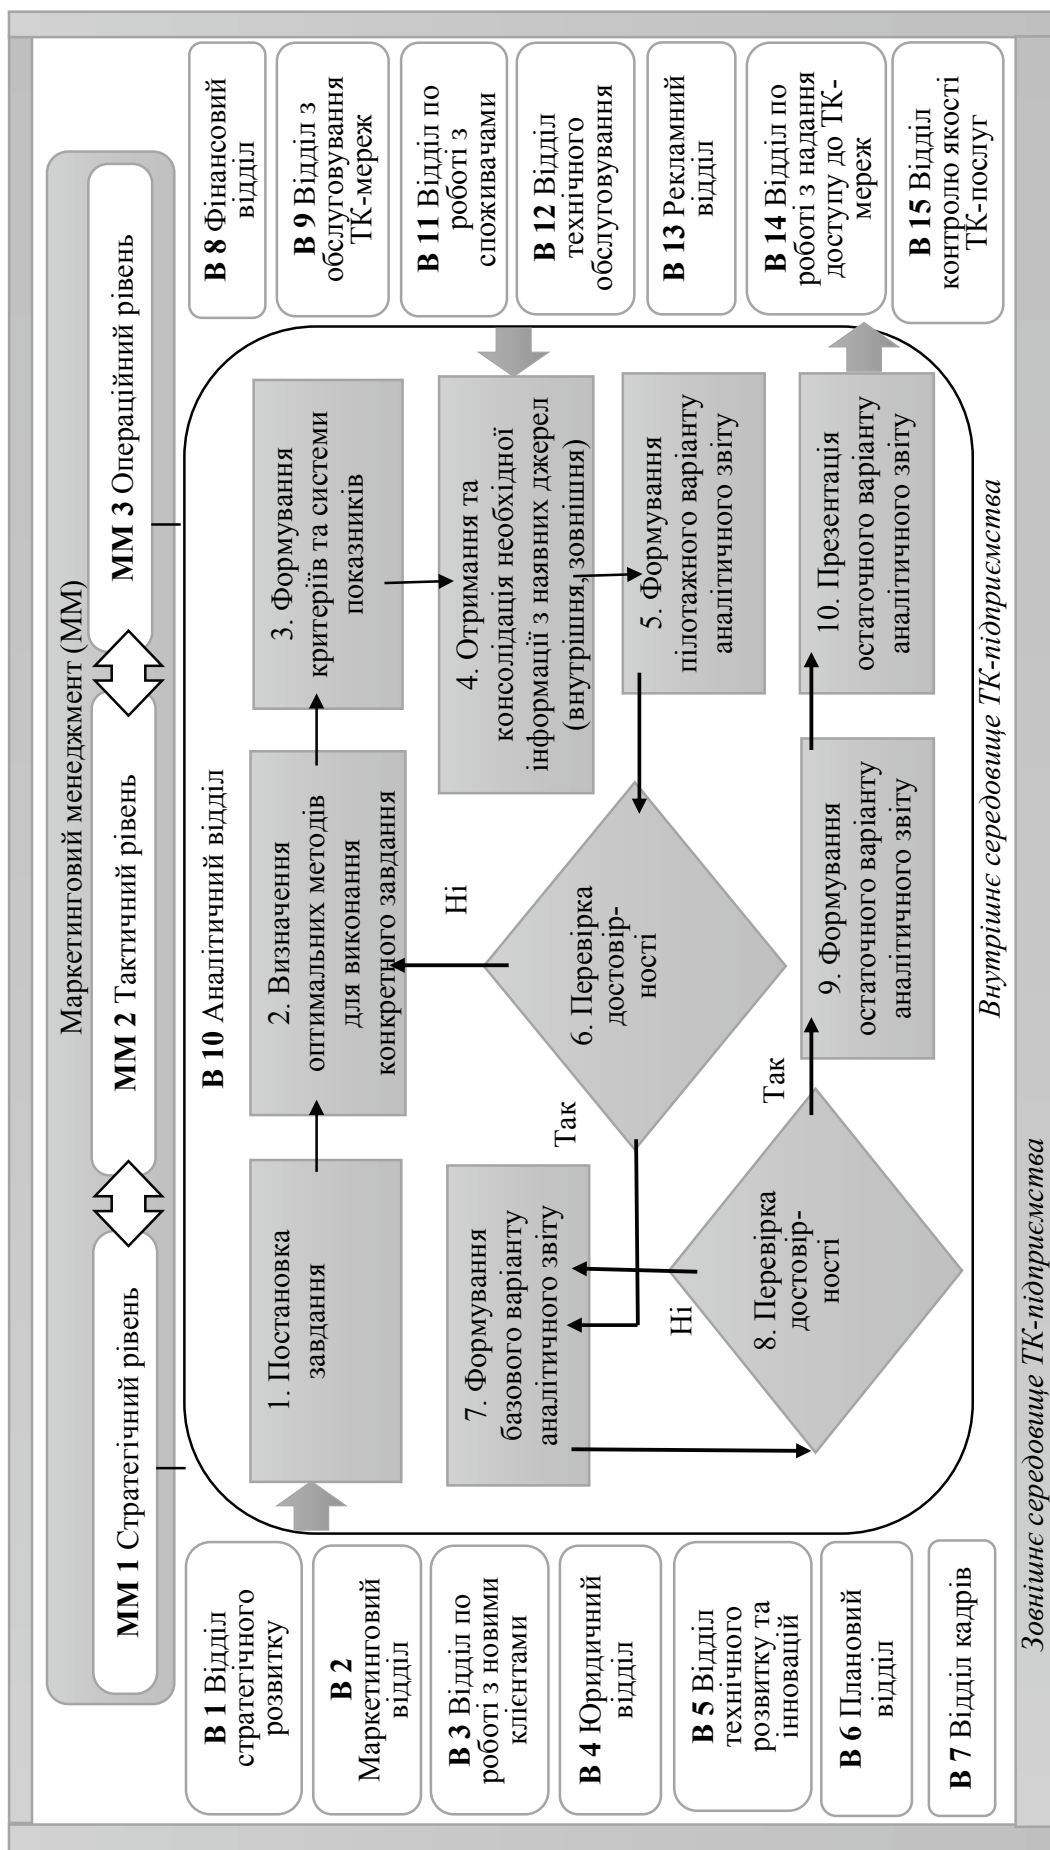 Маркетинговий менеджмент (ММ)
ММ 1 Стратегічний рівень
ММ 2 Тактичний рівень
ММ 3 Операційний рівень
В 1 Відділ
стратегічного
розвитку
В 2
Маркетинговий
відділ
В 3 Відділ по
роботі з новими
клієнтами
В 4 Юридичний
відділ
В 5 Відділ
технічного
розвитку та
інновацій
В 6 Плановий
відділ
В 7 Відділ кадрів
В 10 Аналітичний відділ
1. Постановка
завдання
2. Визначення
оптимальних методів
для виконання
конкретного завдання
3. Формування
критеріїв та системи
показників
4. Отримання та
консолідація необхідної
інформації з наявних джерел
(внутрішня, зовнішня)
5. Формування
пілотажного варіанту
аналітичного звіту
6. Перевірка
достовір-
ності
Ні
Так
7. Формування
базового варіанту
аналітичного звіту
8. Перевірка
достовір-
ності
Ні
Так
9. Формування
остаточного варіанту
аналітичного звіту
10. Презентація
остаточного варіанту
аналітичного звіту
В 8 Фінансовий
відділ
В 9 Відділ з
обслуговування
ТК-мереж
В 11 Відділ по
роботі з
споживачами
В 12 Відділ
технічного
обслуговування
В 13 Рекламний
відділ
В 14 Відділ по
роботі з надання
доступу до ТК-
мереж
В 15 Відділ
контролю якості
ТК-послуг
Внутрішнє середовище ТК-підприємства
Зовнішнє середовище ТК-підприємства